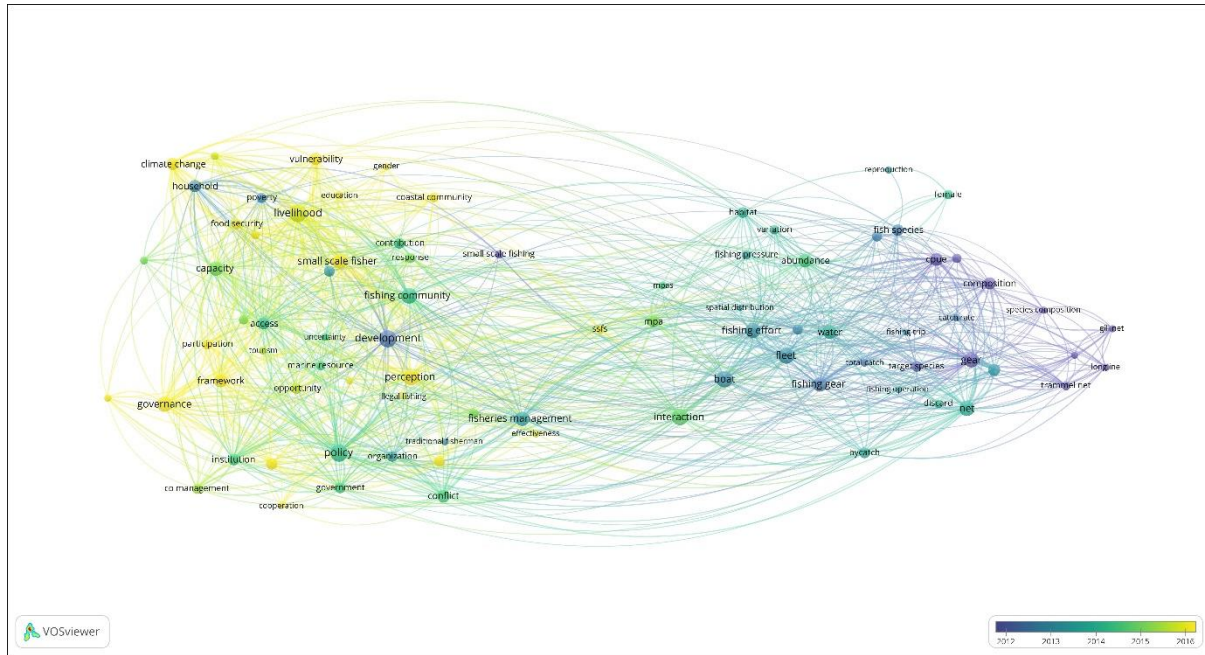 climate change
vulnerability
gender
household
education
poverty
coastal community
livelihood
food security
contribution
small scale fishing
response
small scale fisher
capacity
fishing community
access
uncertainty
development
participation
tourism
marine resource
framework
opportunity
perception
illegal fishing
governance
fisheries management
effectiveness
traditional fisherman
policy
organization
institution
co management
government
conflict
cooperation
reproduction
female
habitat
variation
fish species
fishing pressure
abundance
cpue
mpas
composition
spatial distribution
species composition
catch rate
mpa
ssfs
fishing effort
water
fishing trip
gill net
fleet
total catch
target species
gear
longline
boat
fishing gear
fishing operation
trammel net
interaction
discard
net
bycatch
VOSviewer
2012 2013 2014 2015 2016